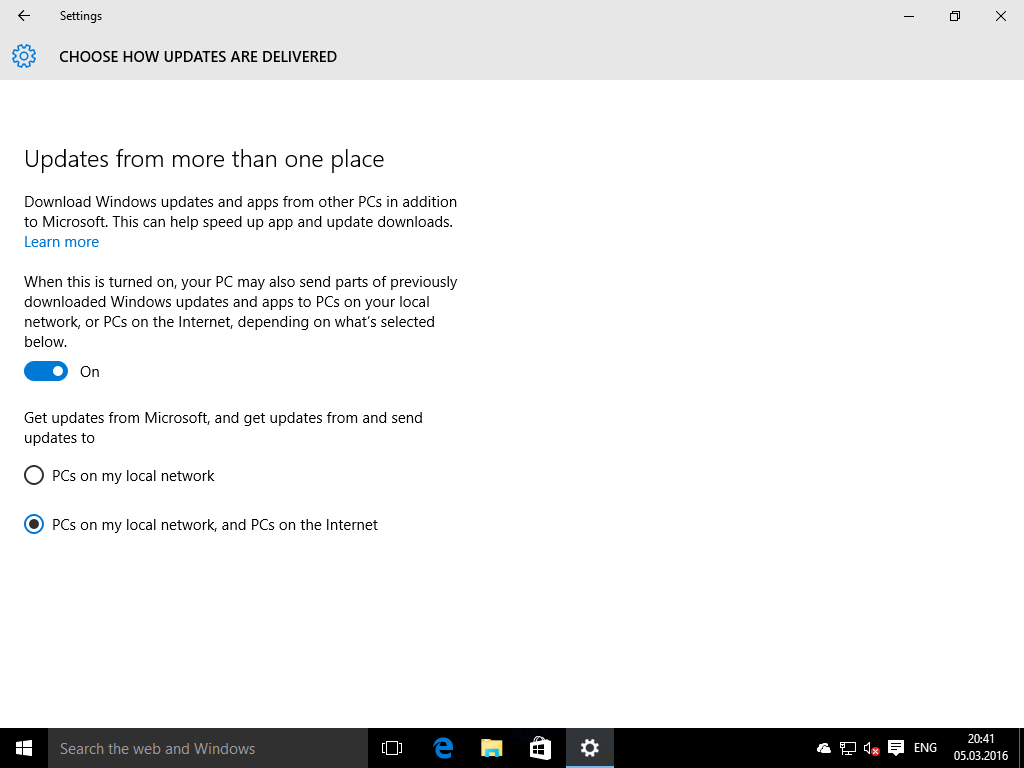 Settings
CHOOSE HOW UPDATES ARE DELIVERED
Updates from more than one place
Download Windows updates and apps from other PCs in addition
to Microsoft. This can help speed up app and update downloads.
Learn more
When this is turned on, your PC may also send parts of previously
downloaded Windows updates and apps to PCs on your local
network, or PCs on the Internet, depending on what's selected
below.
On
Get updates from Microsoft, and get updates from and send
updates to
PCs on my local network
PCs on my local network, and PCs on the Internet
Search the web and Windows
ENG
20:41
05.03.2016